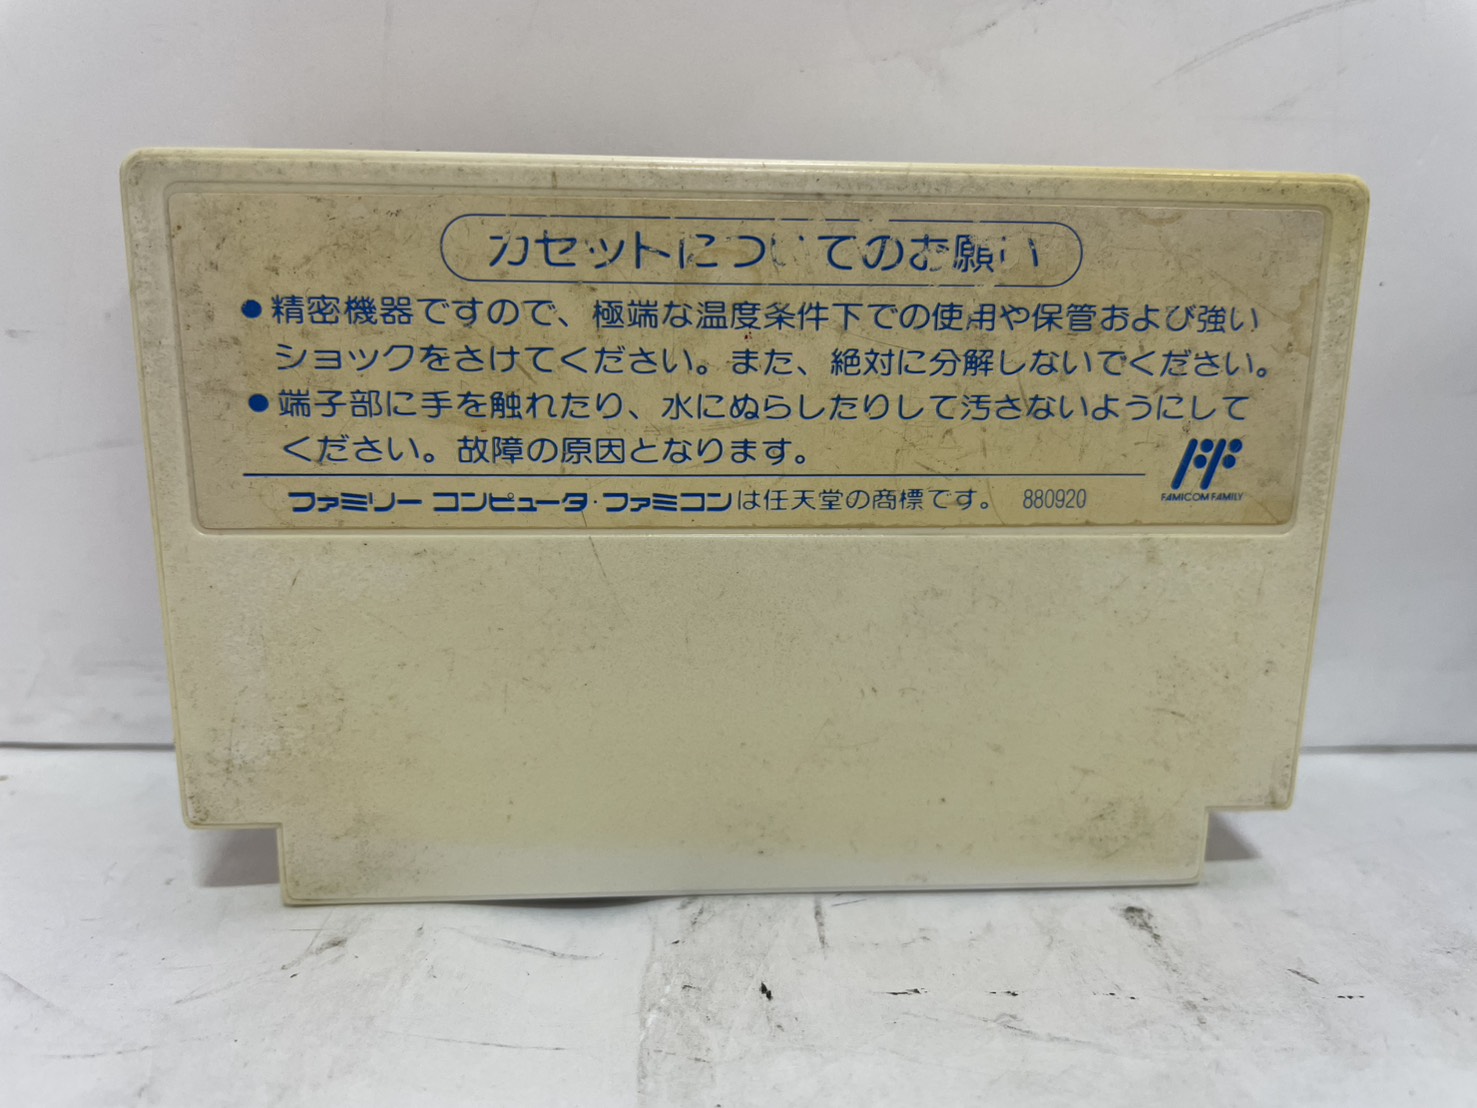 カセットについてのお願い
●精密機器ですので、極端な温度条件下での使用や保管および強い
ショックをさけてください。また、絶対に分解しないでください。
●端子部に手を触れたり、水にぬらしたりして汚さないようにして
ください。故障の原因となります。
FAMICOM FAMILY
ファミリーコンピュータ・ファミコンは任天堂の商標です。 880920